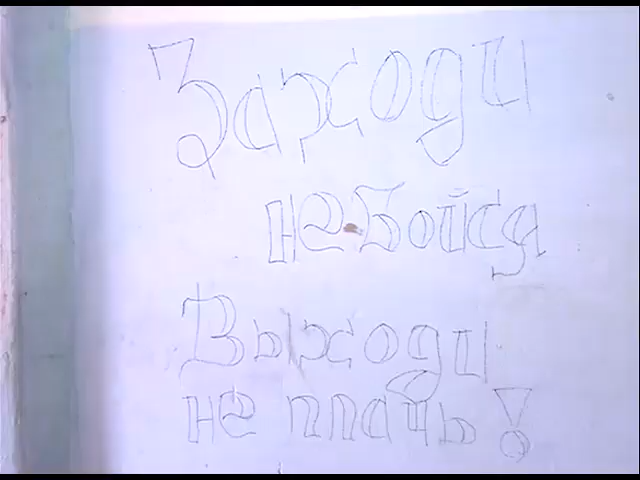 Заходи
не бойся
Выходи
не плачь!